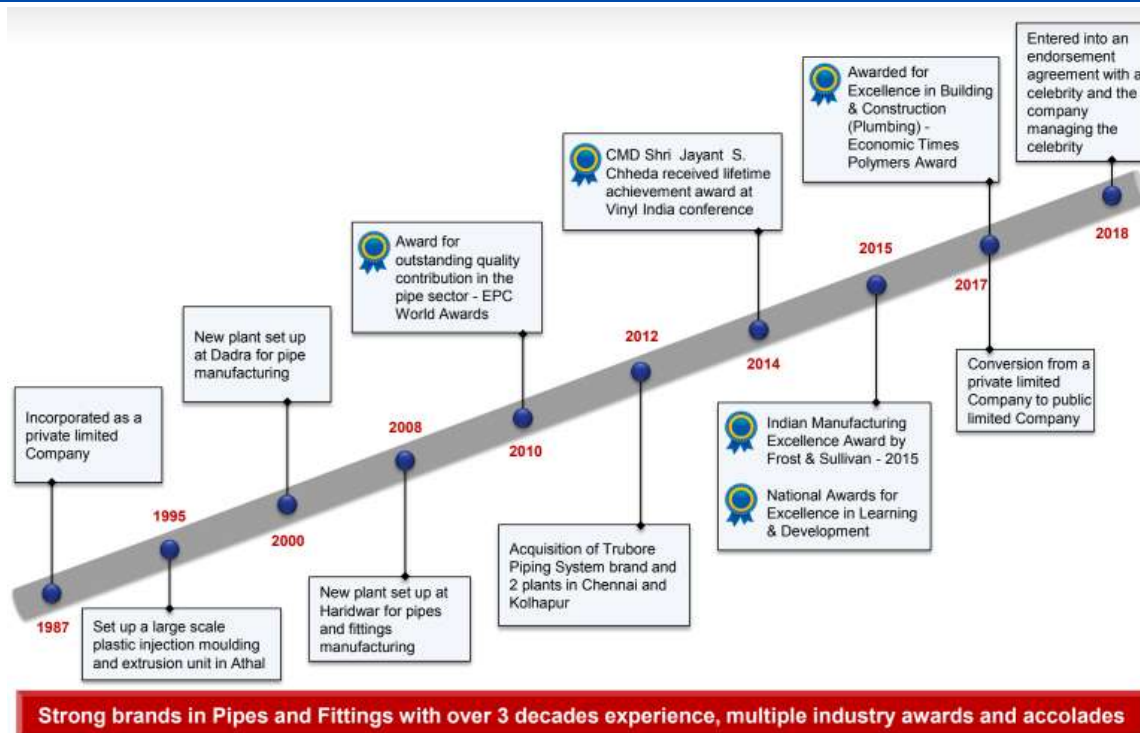 Incorporated as a
private limited
Company
1987
1995
Set up a large scale
plastic injection moulding
and extrusion unit in Athal
New plant set up
at Dadra for pipe
manufacturing
2000
2008
New plant set up at
Haridwar for pipes
and fittings
manufacturing
Award for
outstanding quality
contribution in the
pipe sector - EPC
World Awards
2010
2012
Acquisition of Trubore
Piping System brand and
2 plants in Chennai and
Kolhapur
CMD Shri Jayant S.
Chheda received lifetime
achievement award at
Vinyl India conference
2014
2015
Indian Manufacturing
Excellence Award by
Frost & Sullivan - 2015
National Awards for
Excellence in Learning
& Development
Awarded for
Excellence in Building
& Construction
(Plumbing) -
Economic Times
Polymers Award
2017
Conversion from a
private limited
Company to public
limited Company
Entered into an
endorsement
agreement with a
celebrity and the
company
managing the
celebrity
2018
Strong brands in Pipes and Fittings with over 3 decades experience, multiple industry awards and accolades